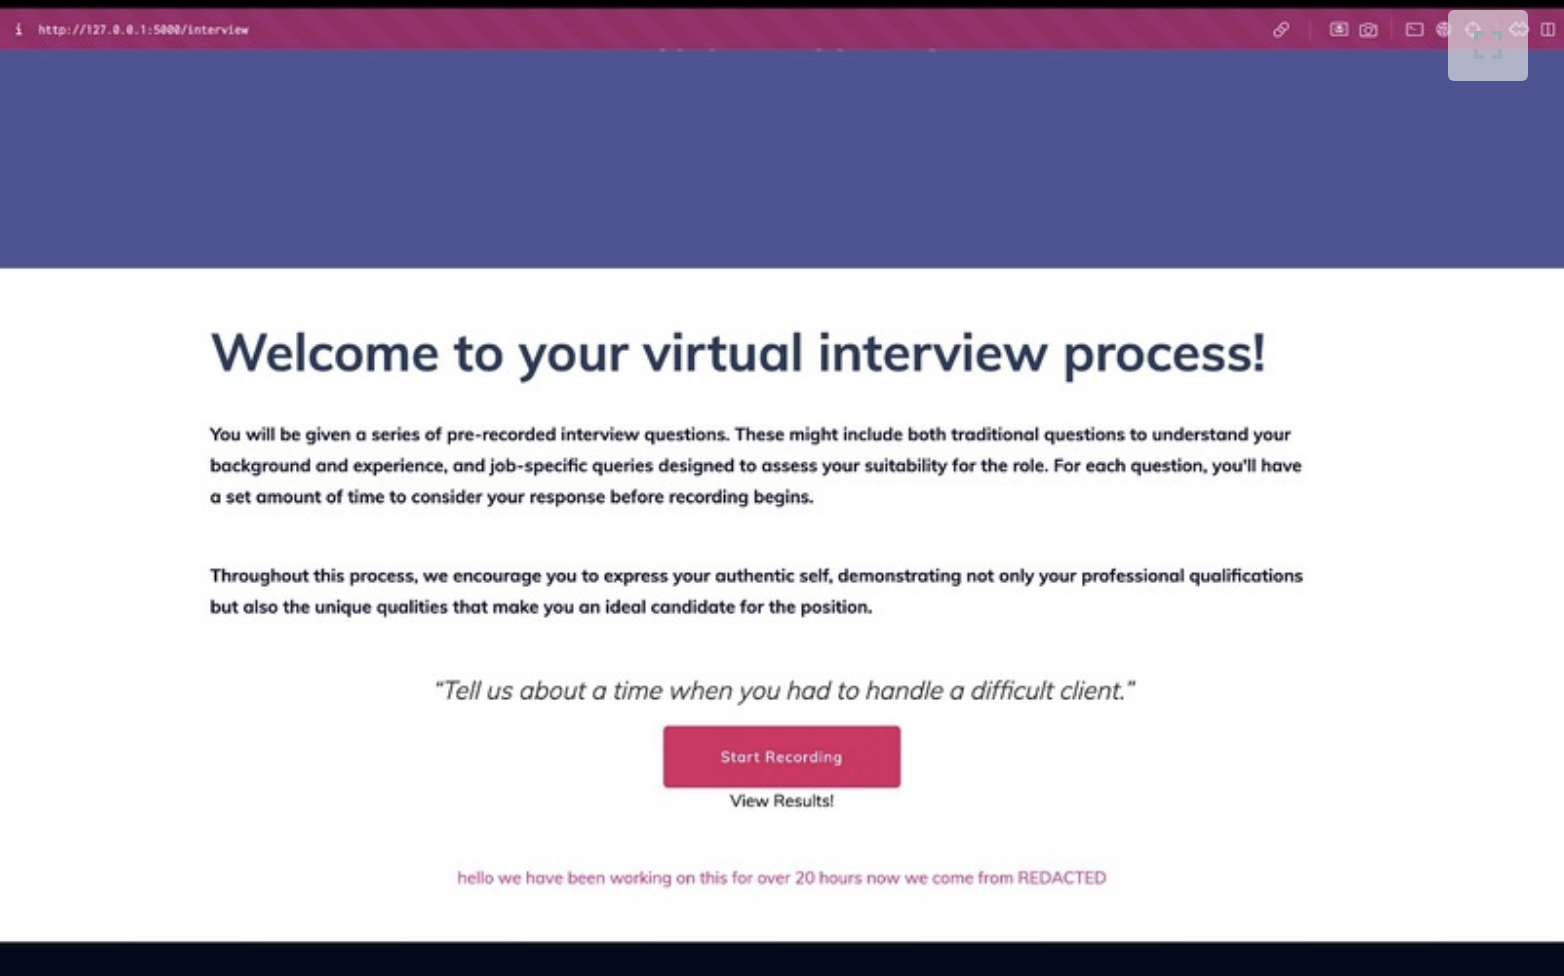 http://127.0.0.1:5000/interview
Welcome to your virtual interview process!
You will be given a series of pre-recorded interview questions. These might include both traditional questions to understand your
background and experience, and job-specific queries designed to assess your suitability for the role. For each question, you'll have
a set amount of time to consider your response before recording begins.
Throughout this process, we encourage you to express your authentic self, demonstrating not only your professional qualifications
but also the unique qualities that make you an ideal candidate for the position.
“Tell us about a time when you had to handle a difficult client.”
Start Recording
View Results!
hello we have been working on this for over 20 hours now we come from REDACTED